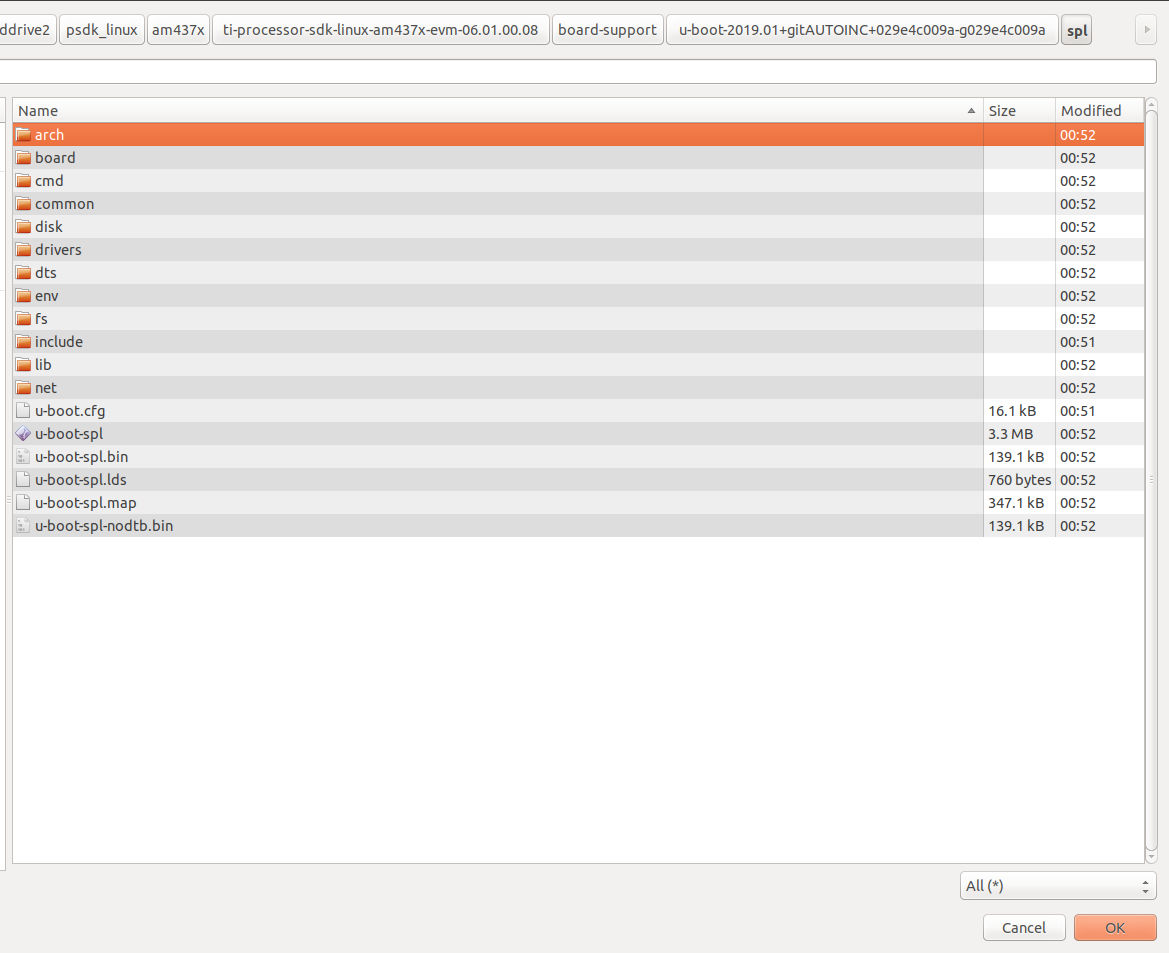 ddrive2 psdk_linux am437x ti-processor-sdk-linux-am437x-evm-06.01.00.08 board-support u-boot-2019.01+gitAUTOINC+029e4c009a-g029e4c009a spl
Name Size Modified
arch 00:52
board 00:52
cmd 00:52
common 00:52
disk 00:52
drivers 00:52
dts 00:52
env 00:52
fs 00:52
include 00:51
lib 00:52
net 00:52
u-boot.cfg 16.1 kB 00:51
u-boot-spl 3.3 MB 00:52
u-boot-spl.bin 139.1 kB 00:52
u-boot-spl.lds 760 bytes 00:52
u-boot-spl.map 347.1 kB 00:52
u-boot-spl-nodtb.bin 139.1 kB 00:52
All (*)
Cancel OK